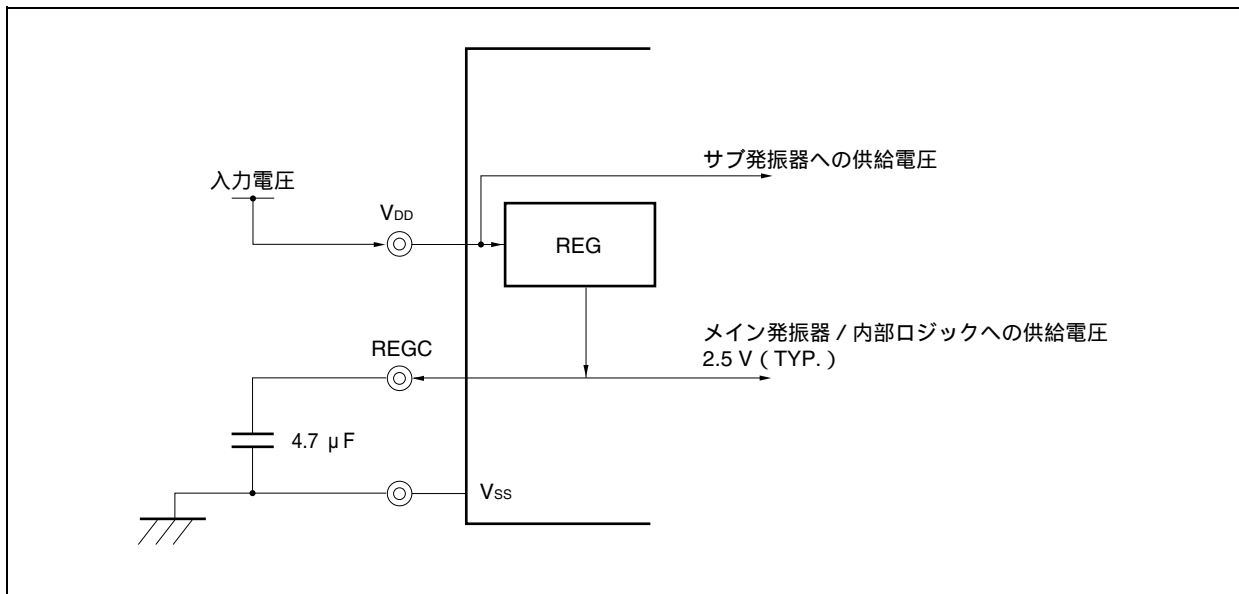 サブ発振器への供給電圧
入力電圧
VDD
REG
メイン発振器 / 内部ロジックへの供給電圧
2.5 V ( TYP. )
REGC
4.7 μF
VSS